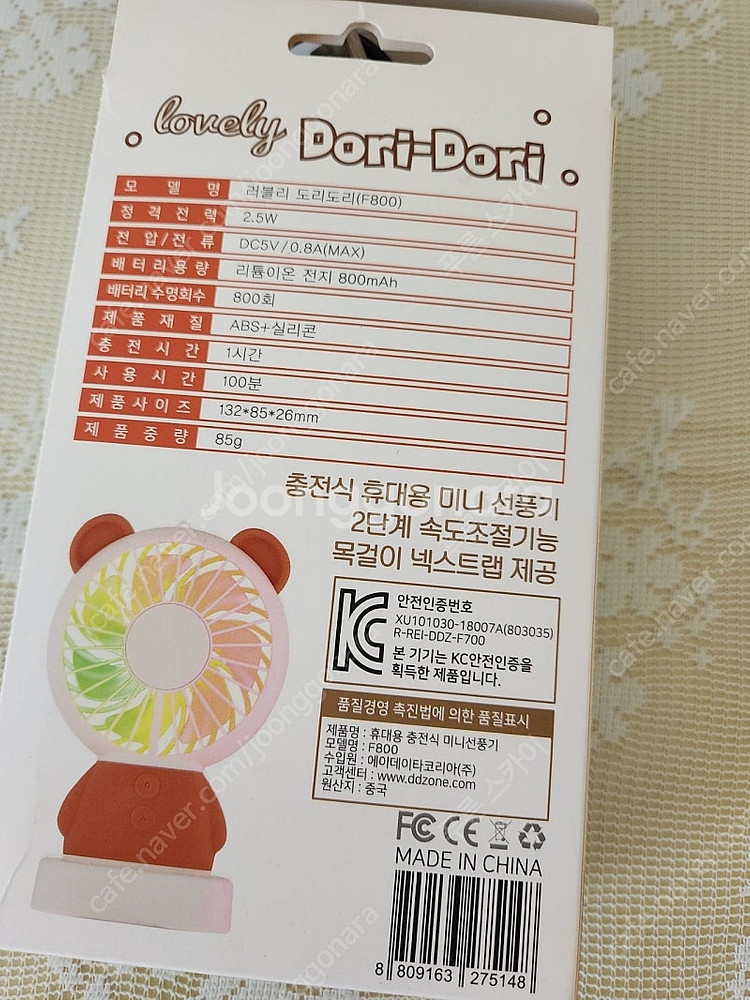 lovely Dori-Dori
모델명 러블리 도리도리(F800)
정격전력 2.5W
전압/전류 DC5V/0.8A(MAX)
배터리용량 리튬이온 전지 800mAh
배터리수명회수 800회
제품재질 ABS+실리콘
충전시간 1시간
사용시간 100분
제품사이즈 132*85*26mm
제품중량 85g
충전식 휴대용 미니 선풍기
2단계 속도조절기능
목걸이 넥스트랩 제공
안전인증번호
XU101030-18007A(803035)
R-REI-DDZ-F700
본 기기는 KC안전인증을
획득한 제품입니다.
품질경영 촉진법에 의한 품질표시
제품명 : 휴대용 충전식 미니선풍기
모델명 : F800
수입원 : 에이데이타코리아(주)
고객센터 : www.ddzone.com
원산지 : 중국
FC CE
MADE IN CHINA
8 809163 275148
Joonggonara
cafe.naver.com/joonggonara